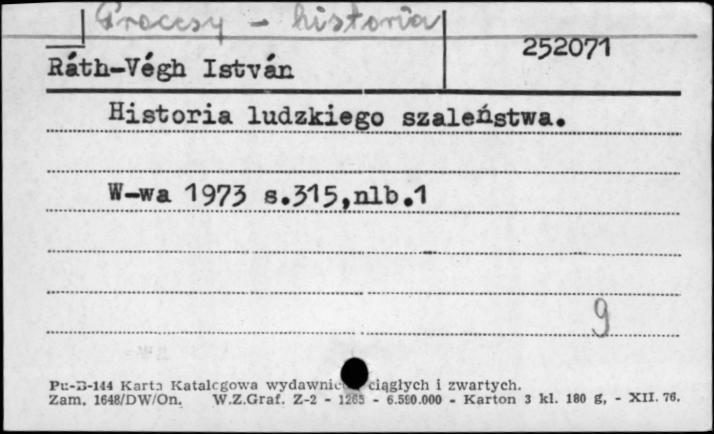 Procesy - historia
252071
Ráth-Végh István
Historia ludzkiego szaleństwa.
W-wa 1973 s.315,nlb.1
9
Pu-B-144 Karta Katalogowa wydawnic ciągłych i zwartych.
Zam. 1648/DW/On. W.Z.Graf. Z-2 - 1265 - 6.590.000 - Karton 3 kl. 180 g, - XII. 76.